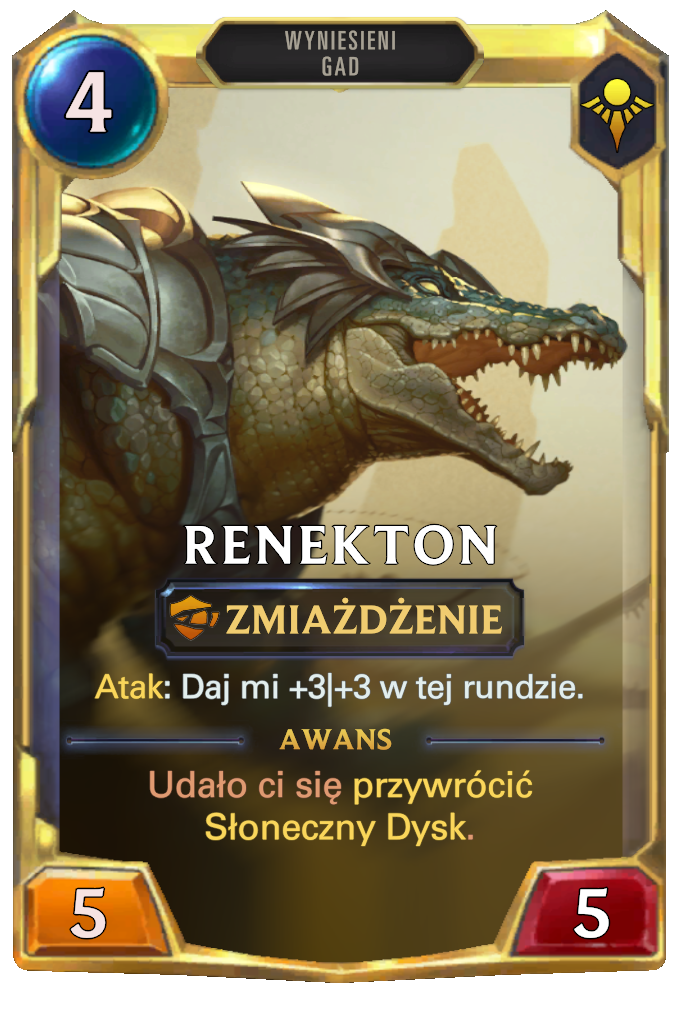 WYNIESIENI
GAD
4
RENEKTON
ZMIAŻDŻENIE
Atak: Daj mi +3|+3 w tej rundzie.
AWANS
Udało ci się przywrócić
Słoneczny Dysk.
5
5